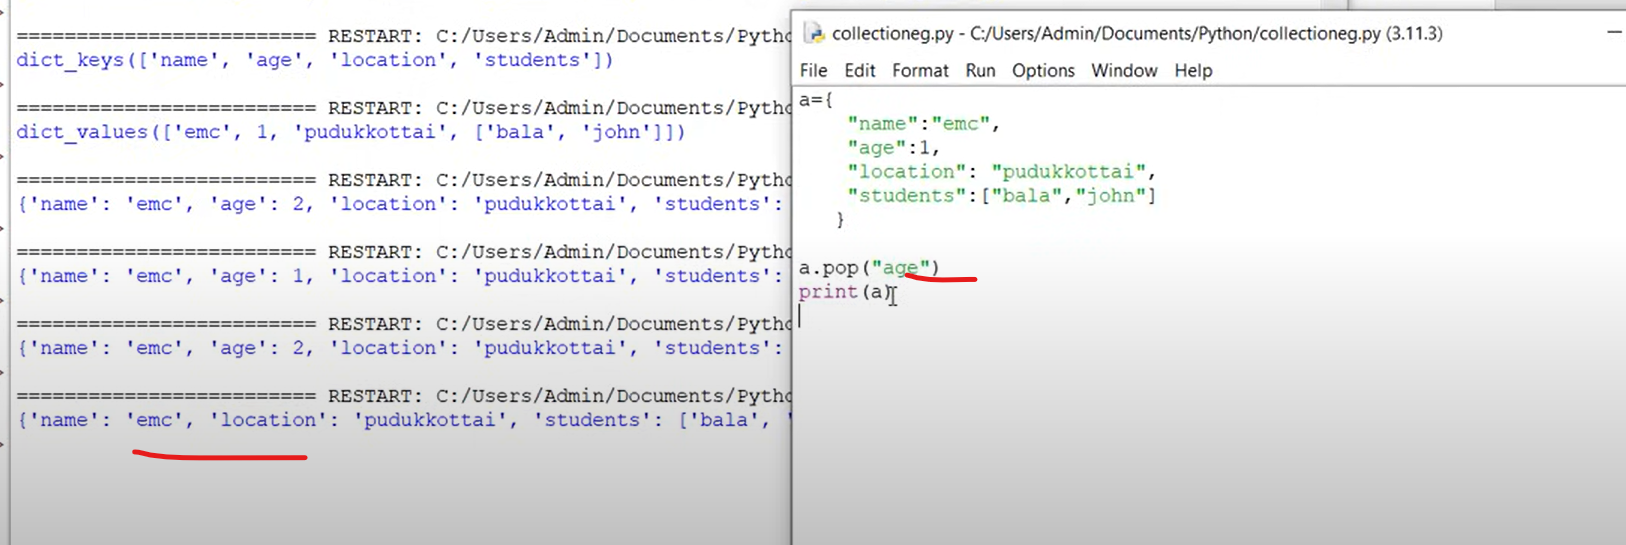 ======================== RESTART: C:/Users/Admin/Documents/Pytho
dict_keys(['name', 'age', 'location', 'students'])
======================== RESTART: C:/Users/Admin/Documents/Pytho
dict_values(['emc', 1, 'pudukkottai', ['bala', 'john']])
======================== RESTART: C:/Users/Admin/Documents/Pytho
{'name': 'emc', 'age': 2, 'location': 'pudukkottai', 'students':
======================== RESTART: C:/Users/Admin/Documents/Pytho
{'name': 'emc', 'age': 1, 'location': 'pudukkottai', 'students':
======================== RESTART: C:/Users/Admin/Documents/Pytho
{'name': 'emc', 'age': 2, 'location': 'pudukkottai', 'students':
======================== RESTART: C:/Users/Admin/Documents/Pytho
{'name': 'emc', 'location': 'pudukkottai', 'students': ['bala', '
collectioneg.py - C:/Users/Admin/Documents/Python/collectioneg.py (3.11.3)
File Edit Format Run Options Window Help
a={
"name":"emc",
"age":1,
"location": "pudukkottai",
"students":["bala","john"]
}
a.pop("age")
print(a)